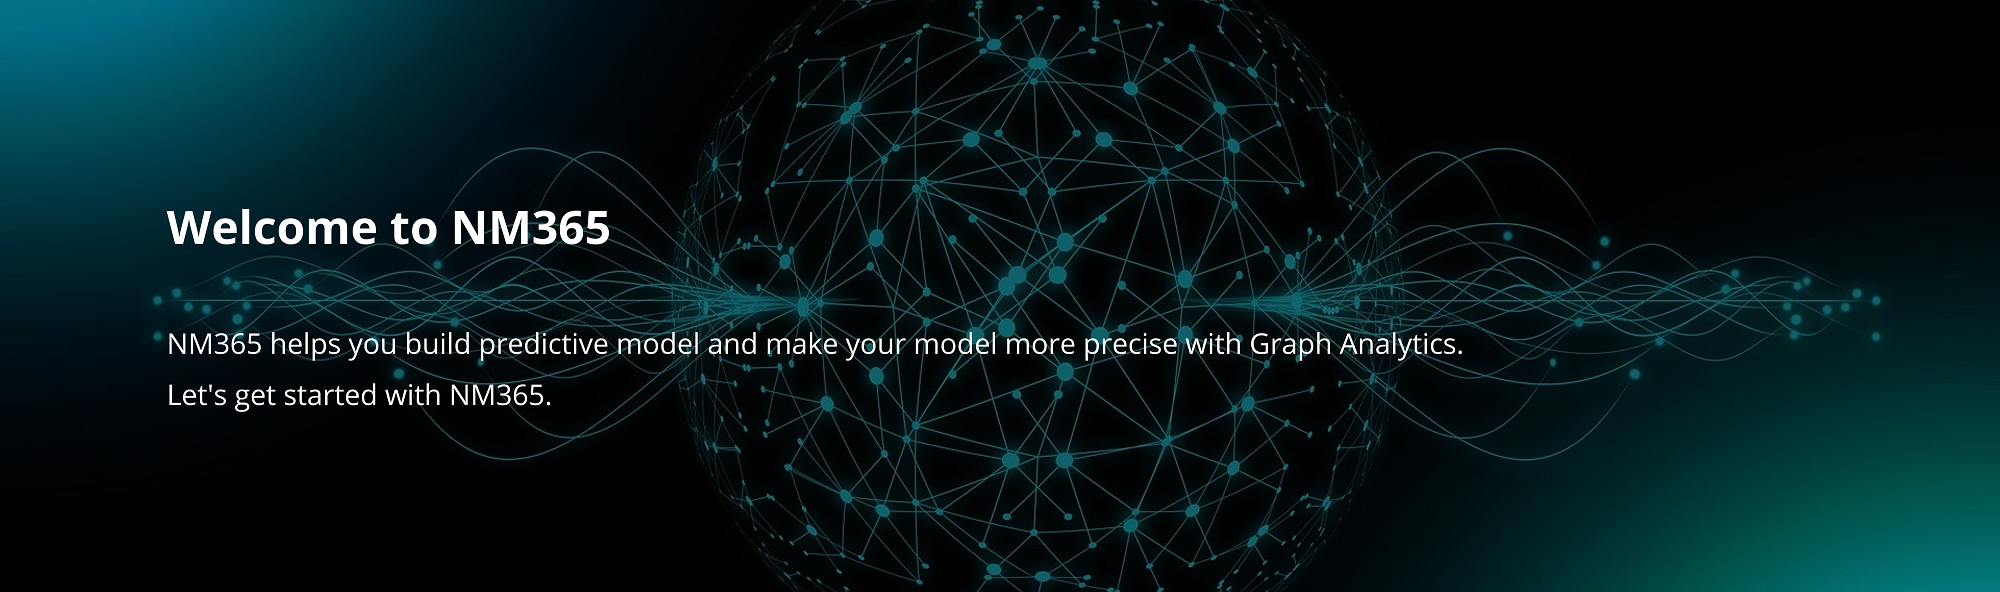 Welcome to NM365
NM365 helps you build predictive model and make your model more precise with Graph Analytics.
Let's get started with NM365.